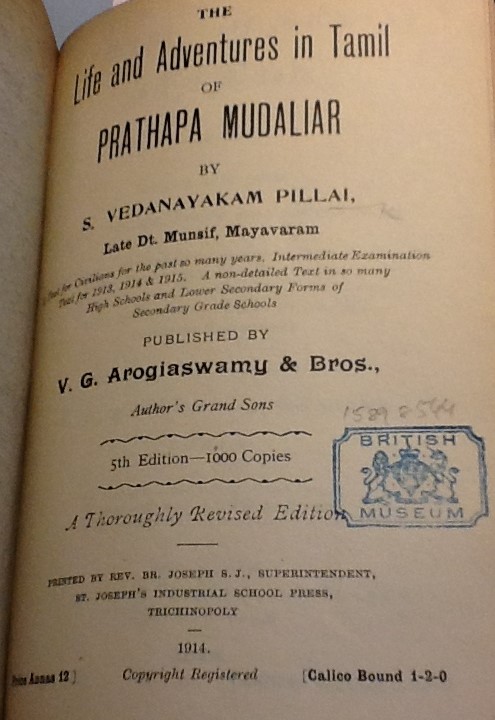 THE
Life and Adventures in Tamil
OF
PRATHAPA MUDALIAR
BY
S. VEDANAYAKAM PILLAI,
Late Dt. Munsif, Mayavaram
Text for Civilians for the past so many years. Intermediate Examination
Text for 1913, 1914 & 1915. A non-detailed Text in so many
High Schools and Lower Secondary Forms of
Secondary Grade Schools
PUBLISHED BY
V. G. Arogiaswamy & Bros.,
Author's Grand Sons
5th Edition—1000 Copies
BRITISH
MUSEUM
A Thoroughly Revised Edition
PRINTED BY REV. BR. JOSEPH S. J., SUPERINTENDENT,
ST. JOSEPH'S INDUSTRIAL SCHOOL PRESS,
TRICHINOPOLY
1914.
Annas 12] Copyright Registered [Calico Bound 1-2-0